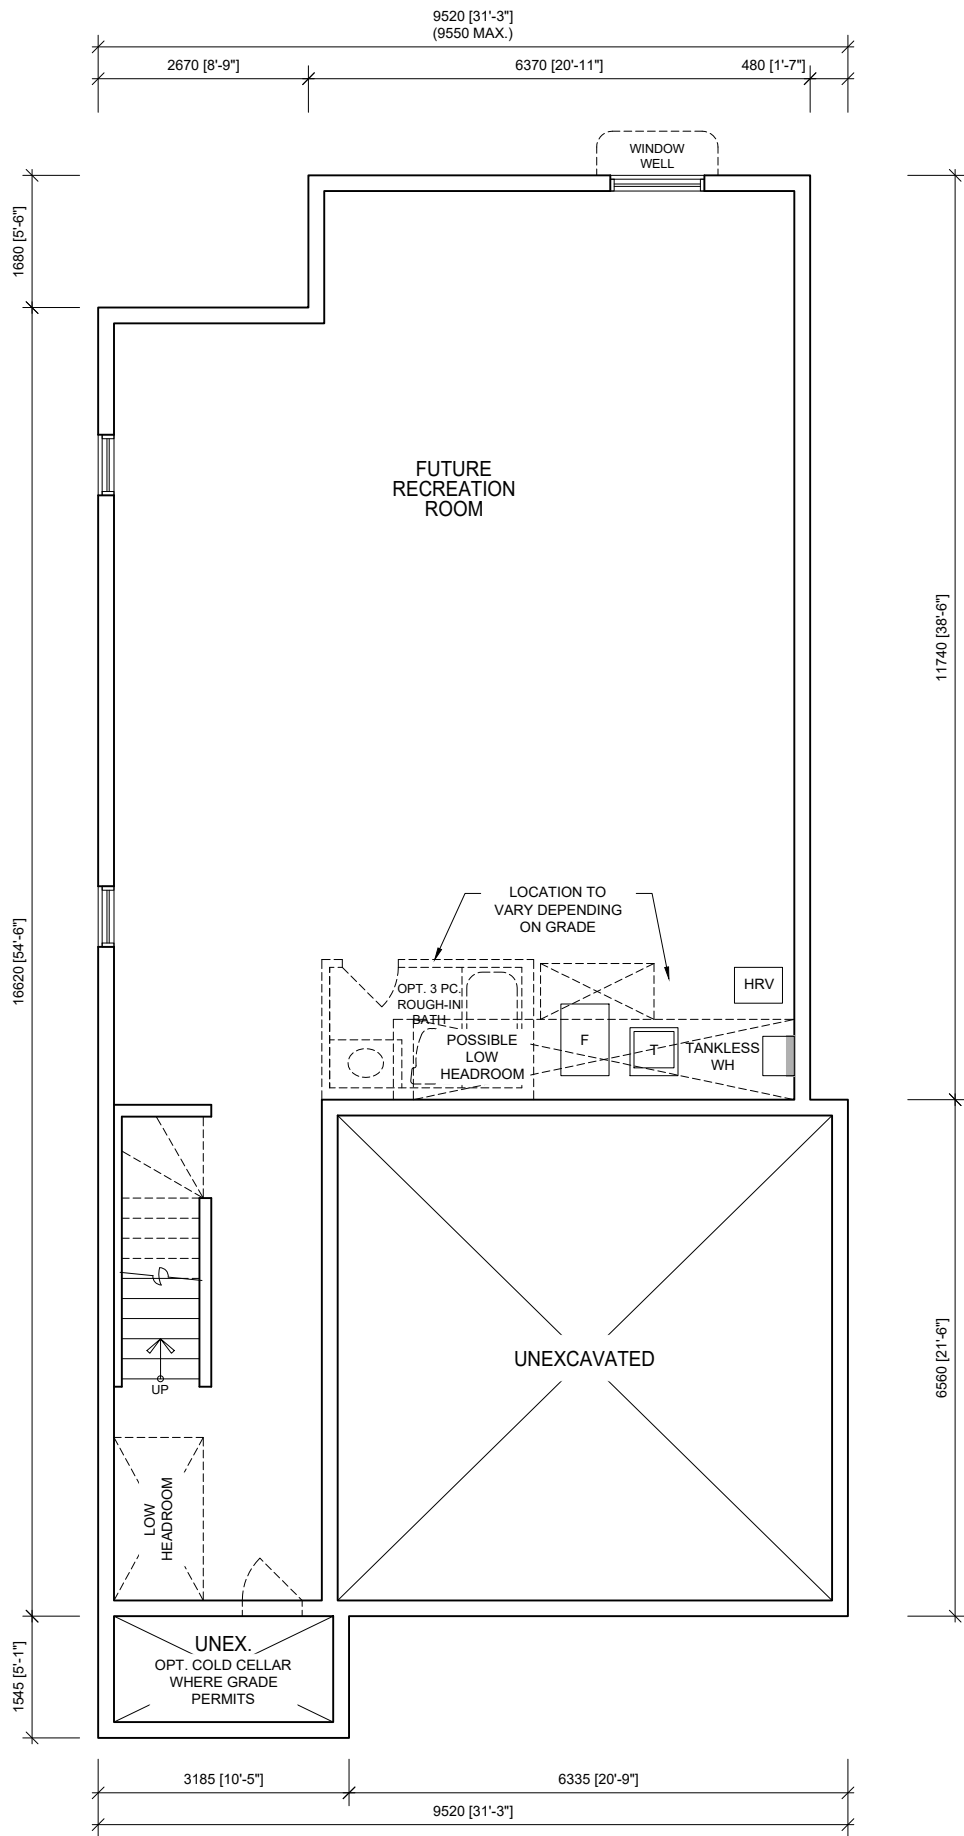 9520 [31'-3"]
(9550 MAX.)
2670 [8'-9"]
6370 [20'-11"]
480 [1'-7"]
WINDOW
WELL
1680 [5'-6"]
FUTURE
RECREATION
ROOM
11740 [38'-6"]
16620 [54'-6"]
LOCATION TO
VARY DEPENDING
ON GRADE
OPT. 3 PC.
ROUGH-IN
BATH
HRV
POSSIBLE
LOW
HEADROOM
F
T
TANKLESS
WH
UNEXCAVATED
6560 [21'-6"]
UP
LOW
HEADROOM
UNEX.
OPT. COLD CELLAR
WHERE GRADE
PERMITS
1545 [5'-1"]
3185 [10'-5"]
6335 [20'-9"]
9520 [31'-3"]